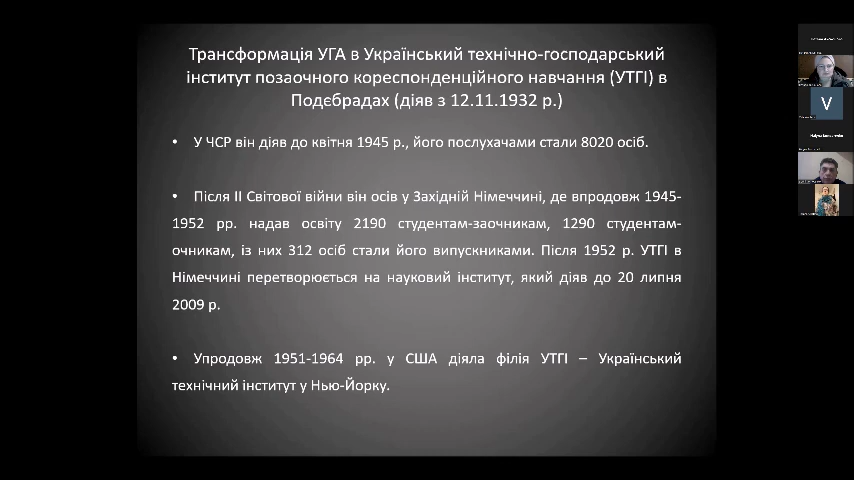 Трансформація УГА в Український технічно-господарський
інститут позаочного кореспонденційного навчання (УТГІ) в
Подєбрадах (діяв з 12.11.1932 р.)
• У ЧСР він діяв до квітня 1945 р., його послухачами стали 8020 осіб.
• Після ІІ Світової війни він осів у Західній Німеччині, де впродовж 1945-
1952 рр. надав освіту 2190 студентам-заочникам, 1290 студентам-
очникам, із них 312 осіб стали його випускниками. Після 1952 р. УТГІ в
Німеччині перетворюється на науковий інститут, який діяв до 20 липня
2009 р.
• Упродовж 1951-1964 рр. у США діяла філія УТГІ – Український
технічний інститут у Нью-Йорку.
V